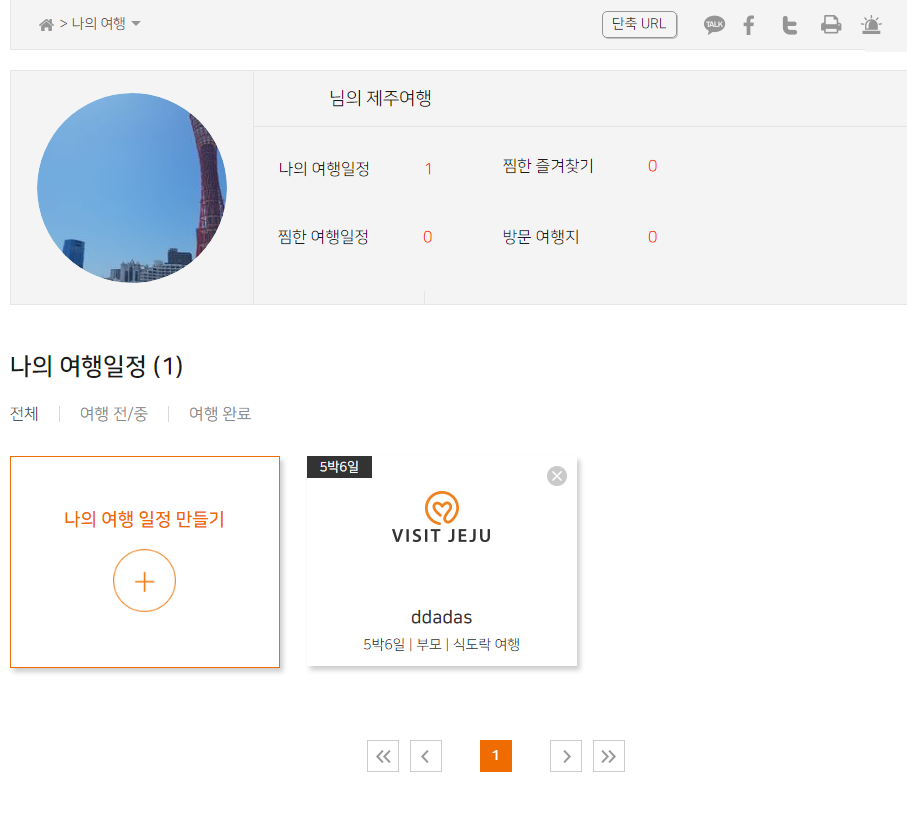 > 나의 여행
단축 URL
TALK
님의 제주여행
나의 여행일정 1 찜한 즐겨찾기 0
찜한 여행일정 0 방문 여행지 0
나의 여행일정 (1)
전체 여행 전/중 여행 완료
나의 여행 일정 만들기
5박6일
VISIT JEJU
ddadas
5박6일 | 부모 | 식도락 여행
1